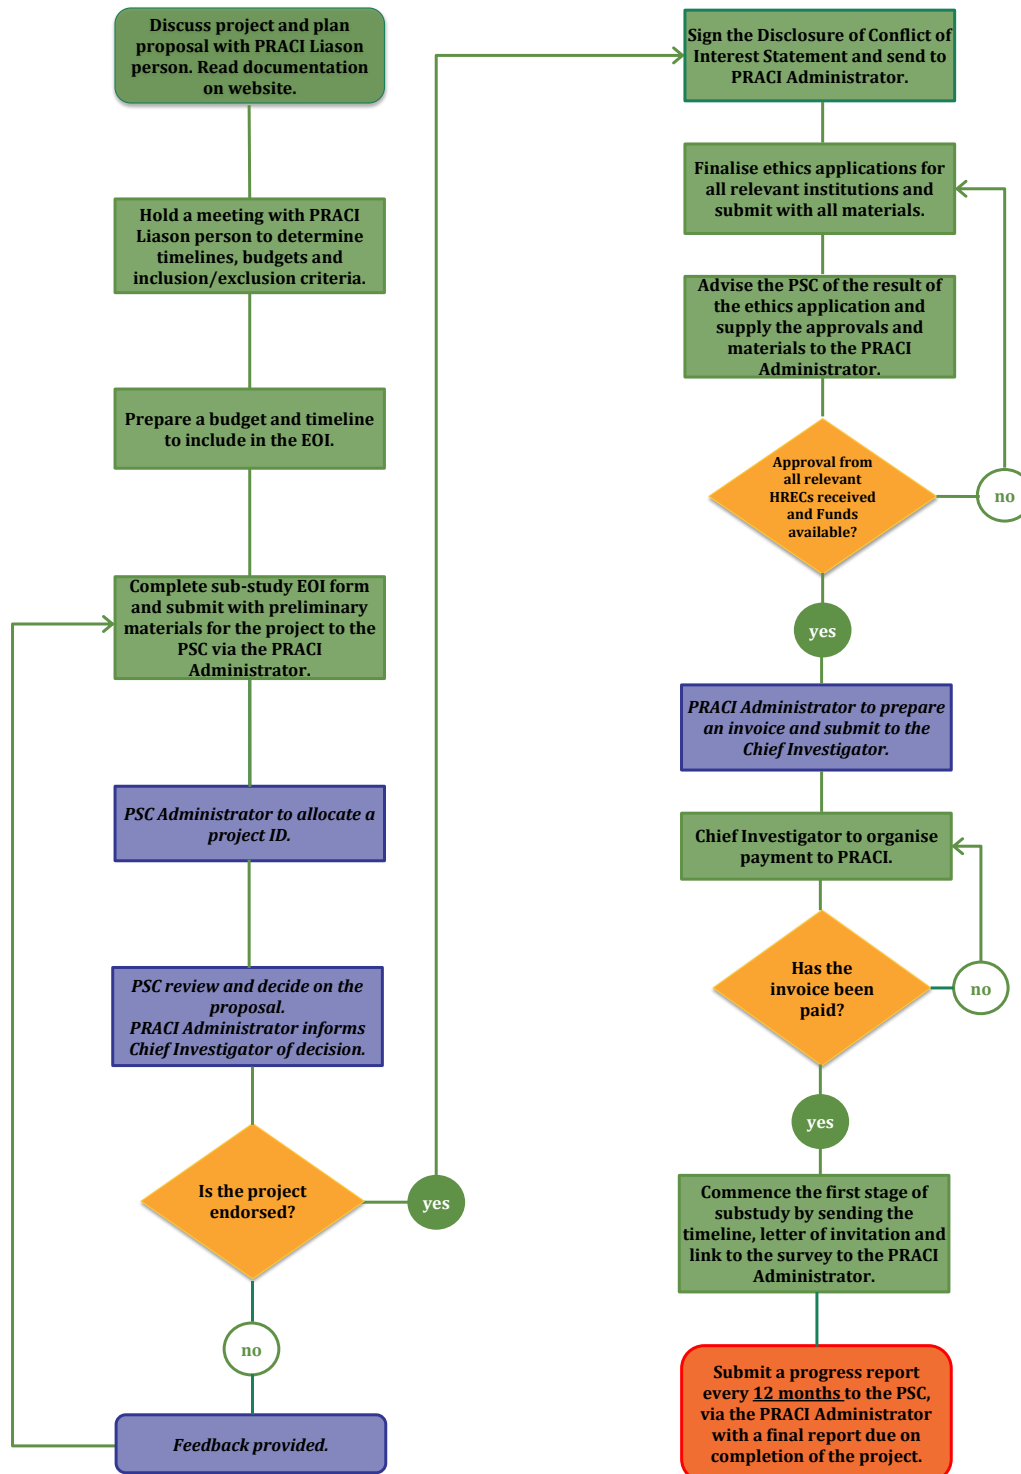 Discuss project and plan
proposal with PRACI Liason
person. Read documentation
on website.
Hold a meeting with PRACI
Liason person to determine
timelines, budgets and
inclusion/exclusion criteria.
Prepare a budget and timeline
to include in the EOI.
Complete sub-study EOI form
and submit with preliminary
materials for the project to the
PSC via the PRACI
Administrator.
PSC Administrator to allocate a
project ID.
PSC review and decide on the
proposal.
PRACI Administrator informs
Chief Investigator of decision.
Is the project
endorsed?
yes
no
Feedback provided.
Sign the Disclosure of Conflict of
Interest Statement and send to
PRACI Administrator.
Finalise ethics applications for
all relevant institutions and
submit with all materials.
Advise the PSC of the result of
the ethics application and
supply the approvals and
materials to the PRACI
Administrator.
Approval from
all relevant
HRECs received
and Funds
available?
no
yes
PRACI Administrator to prepare
an invoice and submit to the
Chief Investigator.
Chief Investigator to organise
payment to PRACI.
Has the
invoice been
paid?
no
yes
Commence the first stage of
substudy by sending the
timeline, letter of invitation and
link to the survey to the PRACI
Administrator.
Submit a progress report
every 12 months to the PSC,
via the PRACI Administrator
with a final report due on
completion of the project.